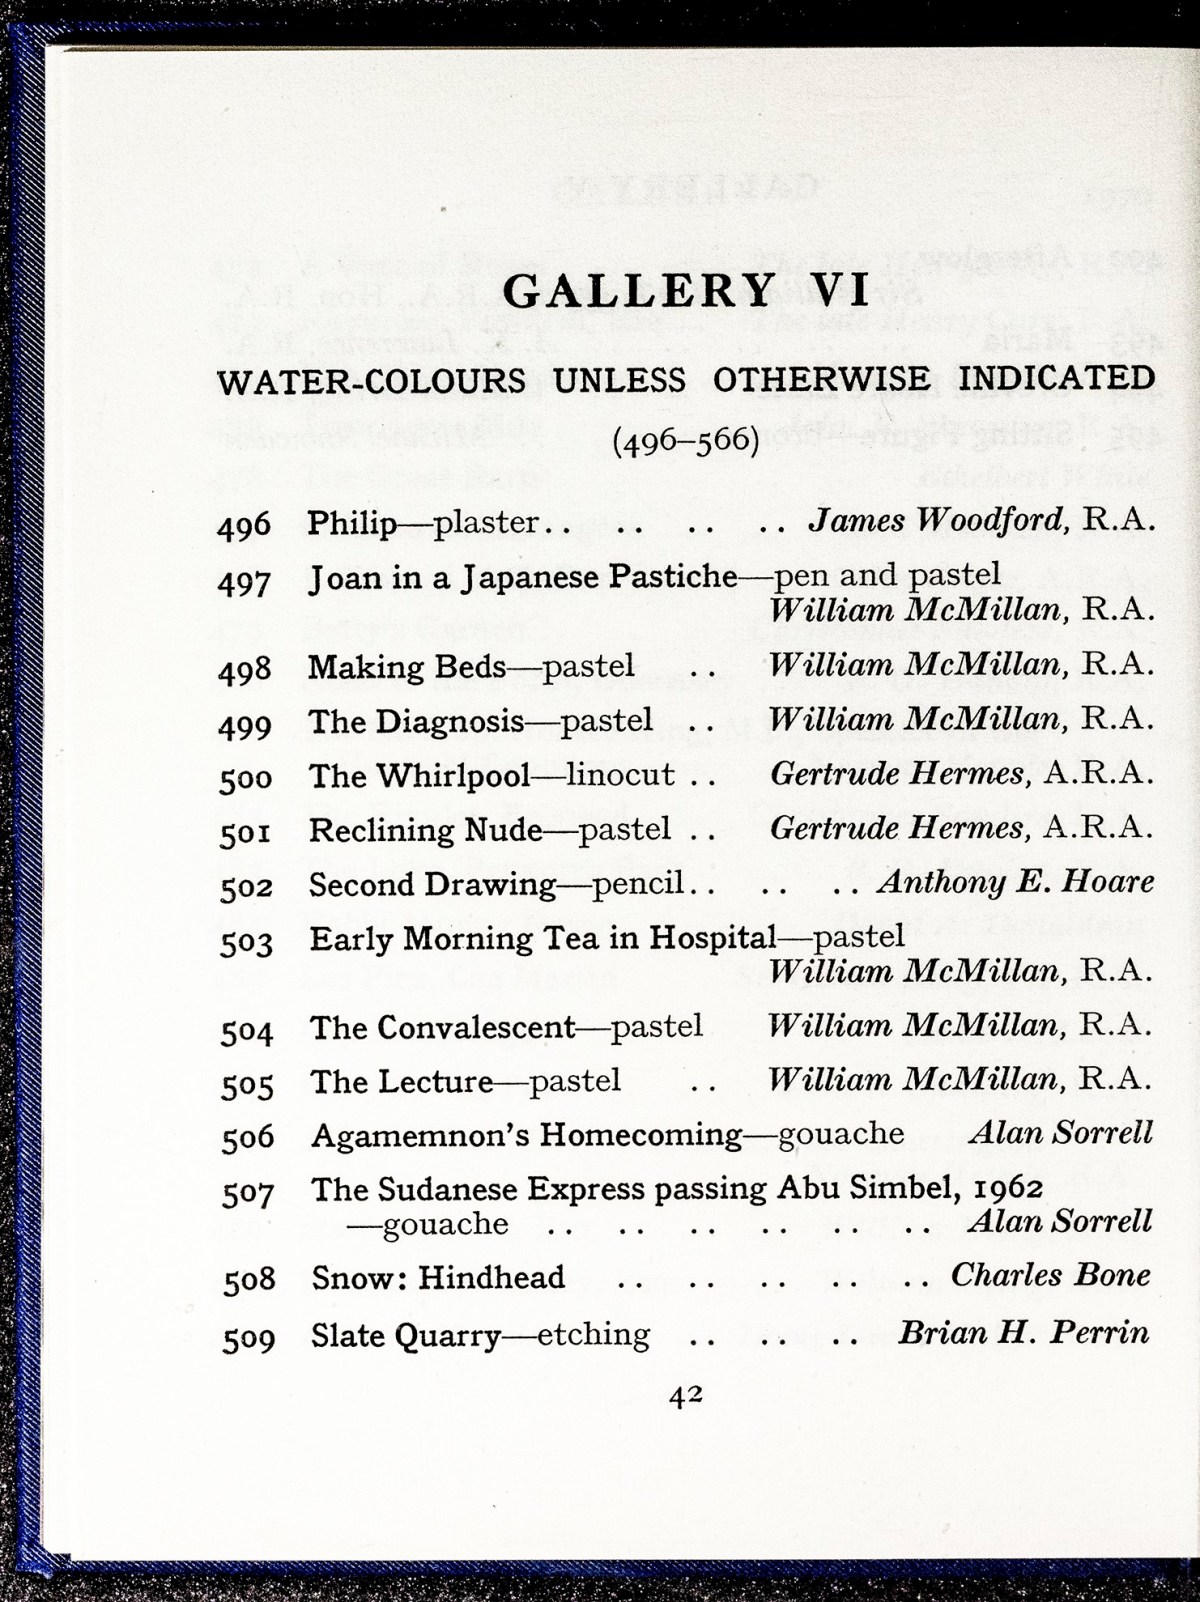 GALLERY VI
WATER-COLOURS UNLESS OTHERWISE INDICATED
(496–566)
496 Philip—plaster.. .. .. .. James Woodford, R.A.
497 Joan in a Japanese Pastiche—pen and pastel
William McMillan, R.A.
498 Making Beds—pastel .. William McMillan, R.A.
499 The Diagnosis—pastel .. William McMillan, R.A.
500 The Whirlpool—linocut .. Gertrude Hermes, A.R.A.
501 Reclining Nude—pastel .. Gertrude Hermes, A.R.A.
502 Second Drawing—pencil.. .. .. Anthony E. Hoare
503 Early Morning Tea in Hospital—pastel
William McMillan, R.A.
504 The Convalescent—pastel William McMillan, R.A.
505 The Lecture—pastel .. William McMillan, R.A.
506 Agamemnon's Homecoming—gouache Alan Sorrell
507 The Sudanese Express passing Abu Simbel, 1962
—gouache .. .. .. .. .. .. Alan Sorrell
508 Snow: Hindhead .. .. .. .. .. Charles Bone
509 Slate Quarry—etching .. .. .. Brian H. Perrin
42